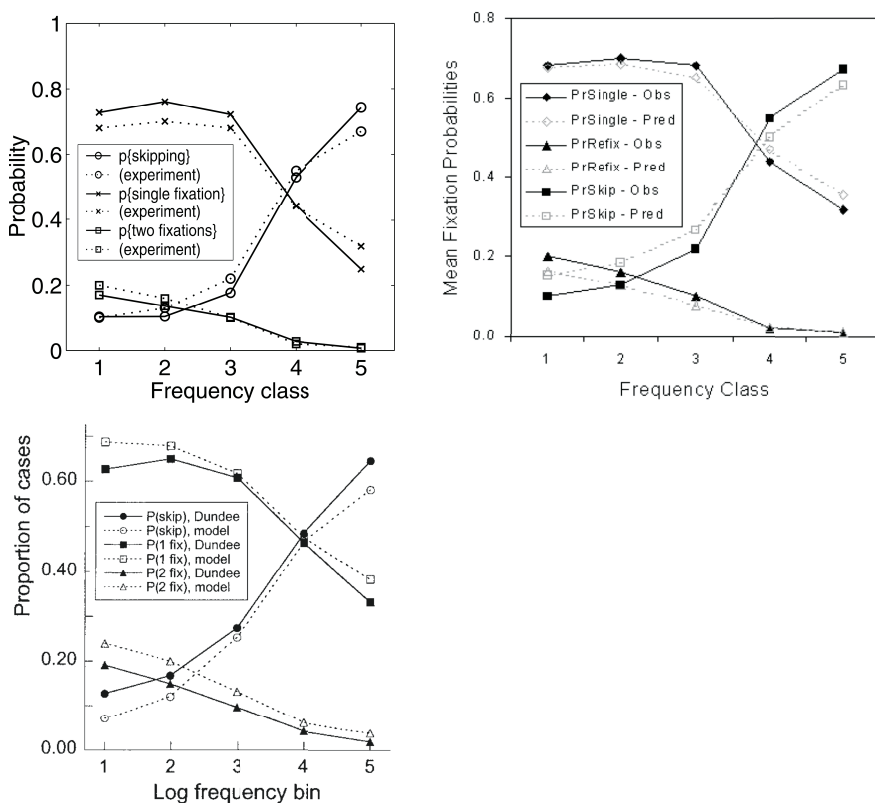 1
0.8
0.6
0.4
0.2
0
Probability
p{skipping}
(experiment)
p{single fixation}
(experiment)
p{two fixations}
(experiment)
1 2 3 4 5
Frequency class
0.8
0.6
0.4
0.2
0.0
Mean Fixation Probabilities
PrSingle - Obs
PrSingle - Pred
PrRefix - Obs
PrRefix - Pred
PrSkip - Obs
PrSkip - Pred
1 2 3 4 5
Frequency Class
0.60
0.40
0.20
0.00
Proportion of cases
P(skip), Dundee
P(skip), model
P(1 fix), Dundee
P(1 fix), model
P(2 fix), Dundee
P(2 fix), model
1 2 3 4 5
Log frequency bin